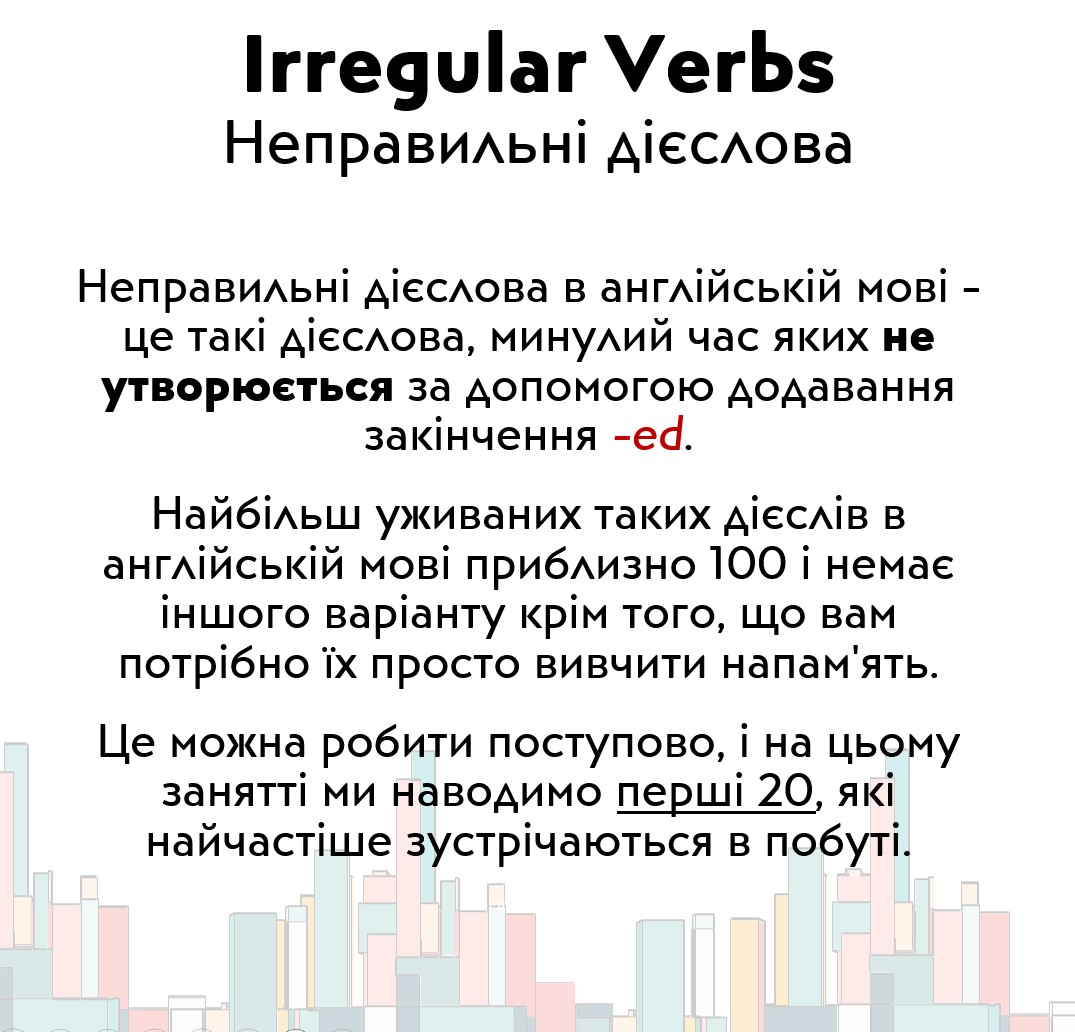 Irregular Verbs
Неправильні дієслова
Неправильні дієслова в англійській мові -
це такі дієслова, минулий час яких не
утворюється за допомогою додавання
закінчення -ed.
Найбільш уживаних таких дієслів в
англійській мові приблизно 100 і немає
іншого варіанту крім того, що вам
потрібно їх просто вивчити напам'ять.
Це можна робити поступово, і на цьому
занятті ми наводимо перші 20, які
найчастіше зустрічаються в побуті.